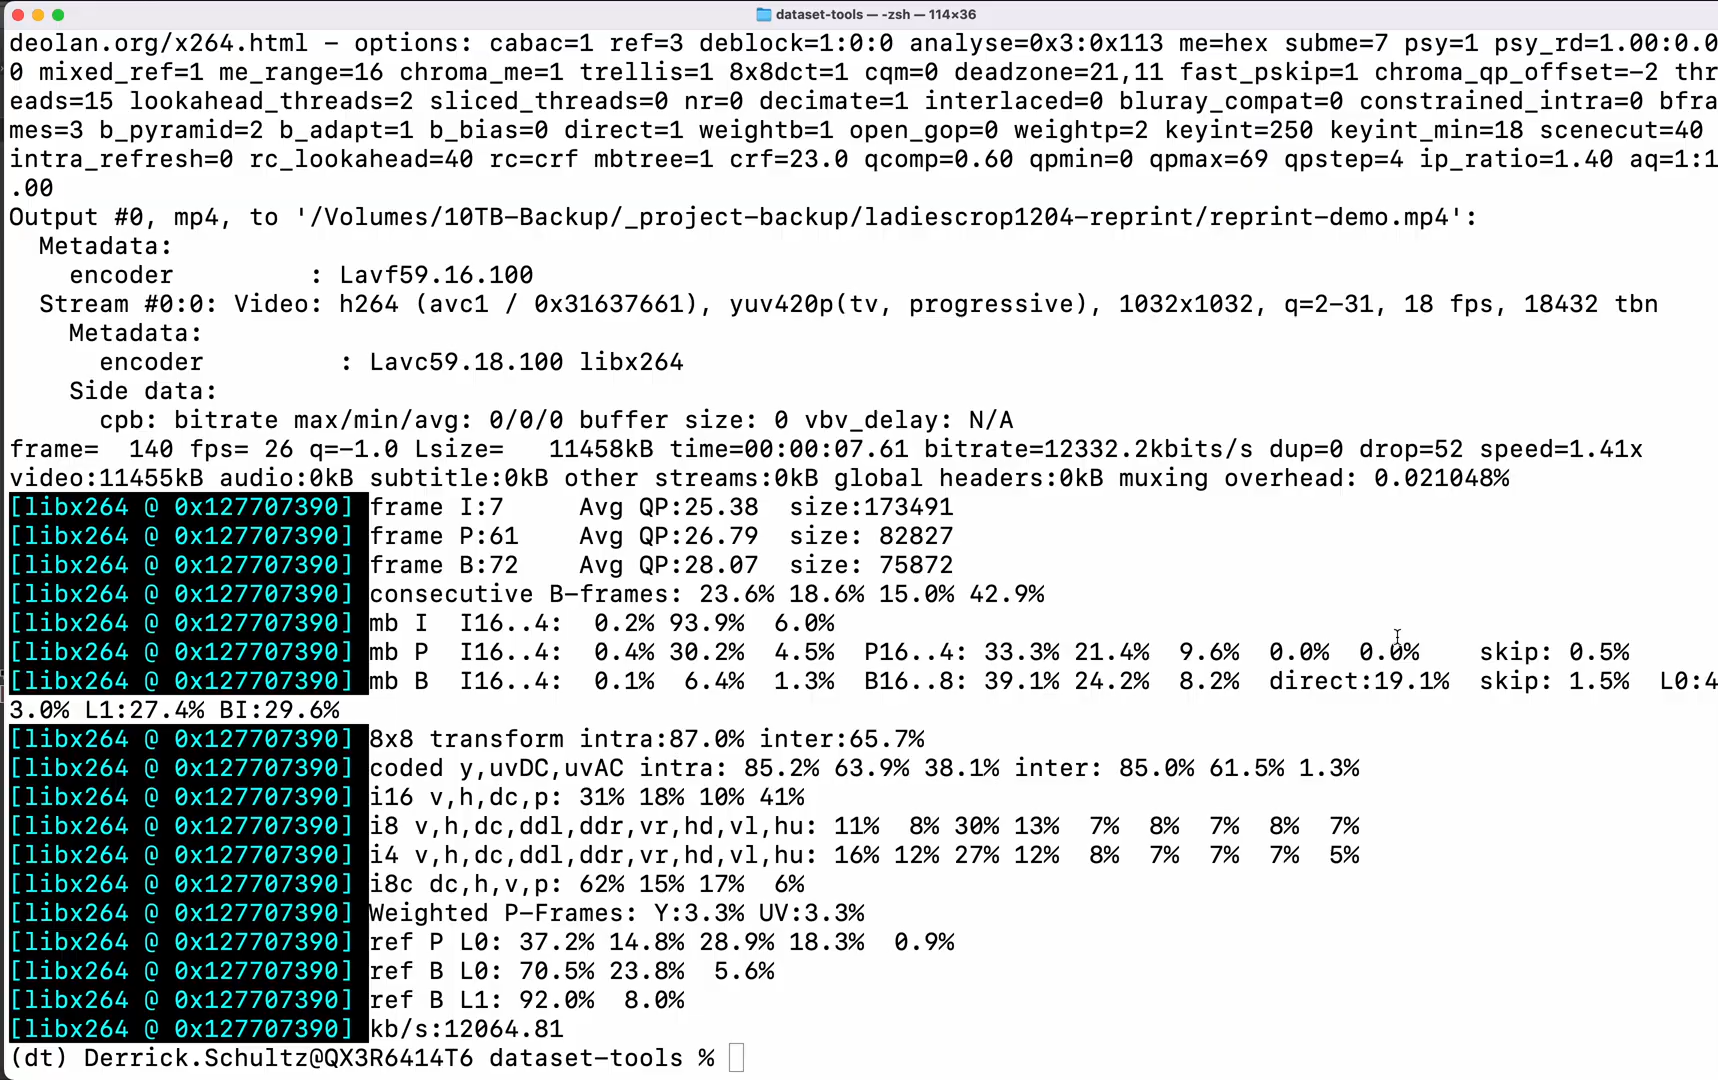 dataset-tools — -zsh — 114×36
deolan.org/x264.html - options: cabac=1 ref=3 deblock=1:0:0 analyse=0x3:0x113 me=hex subme=7 psy=1 psy_rd=1.00:0.0
0 mixed_ref=1 me_range=16 chroma_me=1 trellis=1 8x8dct=1 cqm=0 deadzone=21,11 fast_pskip=1 chroma_qp_offset=-2 thr
eads=15 lookahead_threads=2 sliced_threads=0 nr=0 decimate=1 interlaced=0 bluray_compat=0 constrained_intra=0 bfra
mes=3 b_pyramid=2 b_adapt=1 b_bias=0 direct=1 weightb=1 open_gop=0 weightp=2 keyint=250 keyint_min=18 scenecut=40
intra_refresh=0 rc_lookahead=40 rc=crf mbtree=1 crf=23.0 qcomp=0.60 qpmin=0 qpmax=69 qpstep=4 ip_ratio=1.40 aq=1:1
.00
Output #0, mp4, to '/Volumes/10TB-Backup/_project-backup/ladiescrop1204-reprint/reprint-demo.mp4':
  Metadata:
    encoder         : Lavf59.16.100
  Stream #0:0: Video: h264 (avc1 / 0x31637661), yuv420p(tv, progressive), 1032x1032, q=2-31, 18 fps, 18432 tbn
    Metadata:
      encoder         : Lavc59.18.100 libx264
    Side data:
      cpb: bitrate max/min/avg: 0/0/0 buffer size: 0 vbv_delay: N/A
frame=  140 fps= 26 q=-1.0 Lsize=   11458kB time=00:00:07.61 bitrate=12332.2kbits/s dup=0 drop=52 speed=1.41x
video:11455kB audio:0kB subtitle:0kB other streams:0kB global headers:0kB muxing overhead: 0.021048%
[libx264 @ 0x127707390] frame I:7     Avg QP:25.38  size:173491
[libx264 @ 0x127707390] frame P:61    Avg QP:26.79  size: 82827
[libx264 @ 0x127707390] frame B:72    Avg QP:28.07  size: 75872
[libx264 @ 0x127707390] consecutive B-frames: 23.6% 18.6% 15.0% 42.9%
[libx264 @ 0x127707390] mb I  I16..4:  0.2% 93.9%  6.0%
[libx264 @ 0x127707390] mb P  I16..4:  0.4% 30.2%  4.5%  P16..4: 33.3% 21.4%  9.6%  0.0%  0.0%    skip: 0.5%
[libx264 @ 0x127707390] mb B  I16..4:  0.1%  6.4%  1.3%  B16..8: 39.1% 24.2%  8.2%  direct:19.1%  skip: 1.5%  L0:4
3.0% L1:27.4% BI:29.6%
[libx264 @ 0x127707390] 8x8 transform intra:87.0% inter:65.7%
[libx264 @ 0x127707390] coded y,uvDC,uvAC intra: 85.2% 63.9% 38.1% inter: 85.0% 61.5% 1.3%
[libx264 @ 0x127707390] i16 v,h,dc,p: 31% 18% 10% 41%
[libx264 @ 0x127707390] i8 v,h,dc,ddl,ddr,vr,hd,vl,hu: 11%  8% 30% 13%  7%  8%  7%  8%  7%
[libx264 @ 0x127707390] i4 v,h,dc,ddl,ddr,vr,hd,vl,hu: 16% 12% 27% 12%  8%  7%  7%  7%  5%
[libx264 @ 0x127707390] i8c dc,h,v,p: 62% 15% 17%  6%
[libx264 @ 0x127707390] Weighted P-Frames: Y:3.3% UV:3.3%
[libx264 @ 0x127707390] ref P L0: 37.2% 14.8% 28.9% 18.3%  0.9%
[libx264 @ 0x127707390] ref B L0: 70.5% 23.8%  5.6%
[libx264 @ 0x127707390] ref B L1: 92.0%  8.0%
[libx264 @ 0x127707390] kb/s:12064.81
(dt) Derrick.Schultz@QX3R6414T6 dataset-tools %